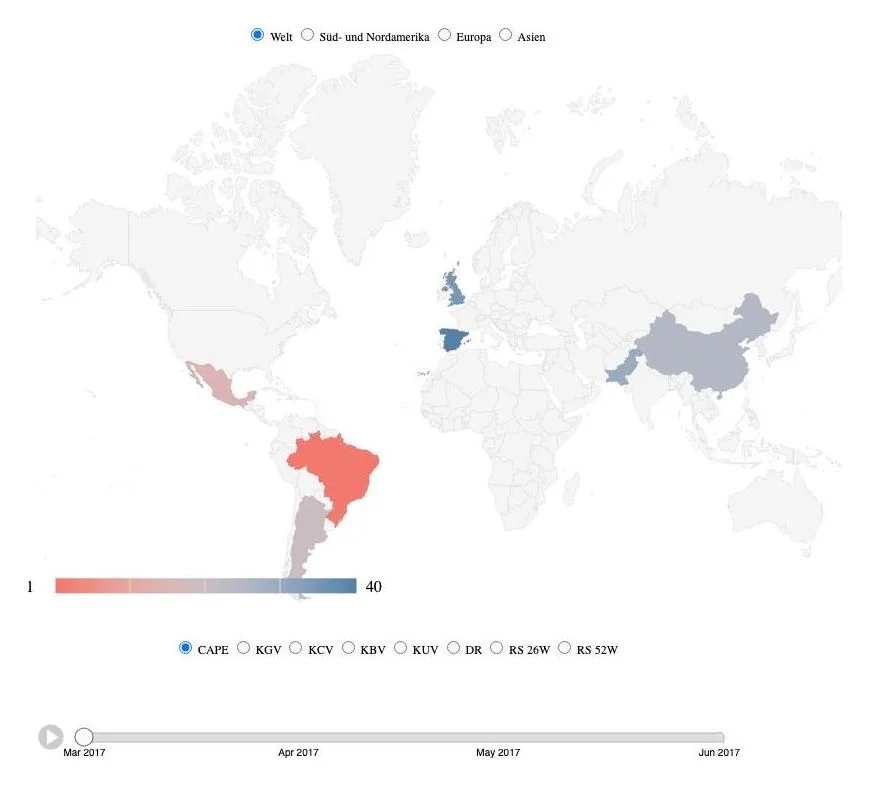 Welt Süd- und Nordamerika Europa Asien
1 40
CAPE KGV KCV KBV KUV DR RS 26W RS 52W
Mar 2017 Apr 2017 May 2017 Jun 2017